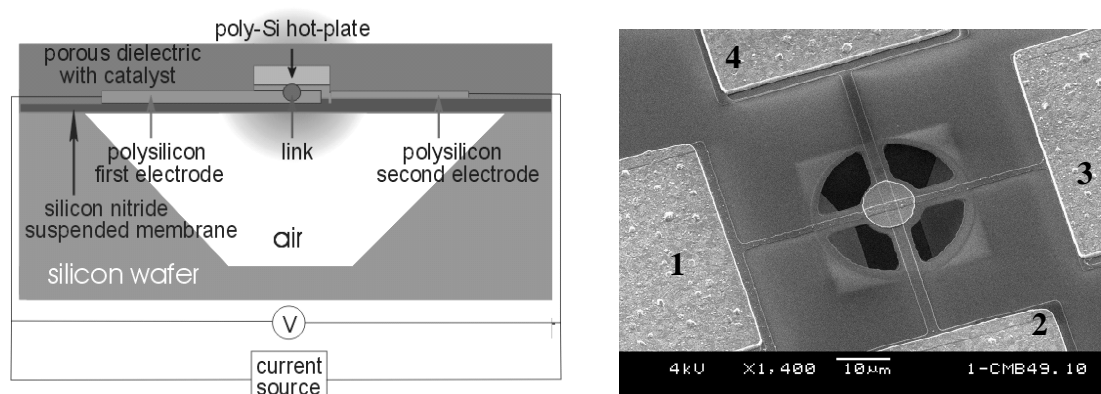 poly-Si hot-plate
porous dielectric
with catalyst
polysilicon
first electrode
link
polysilicon
second electrode
silicon nitride
suspended membrane
air
silicon wafer
V
current
source
4
3
1
2
4kV X1,400 10μm 1-CMB49.10